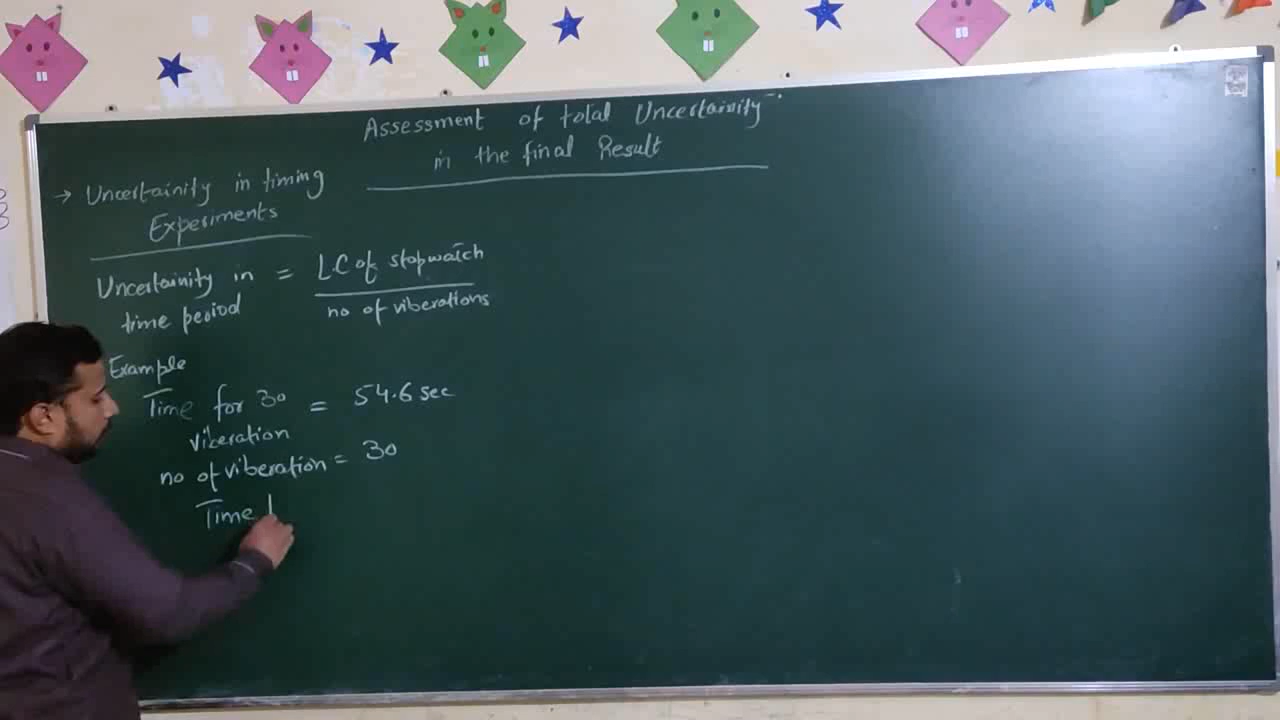 Assessment of total Uncertainity
in the final Result
→ Uncertainity in timing
Experiments
Uncertainity in = L.C of stopwatch
time period no of viberations
Example
Time for 30 = 54.6 sec
viberation
no of viberation = 30
Time